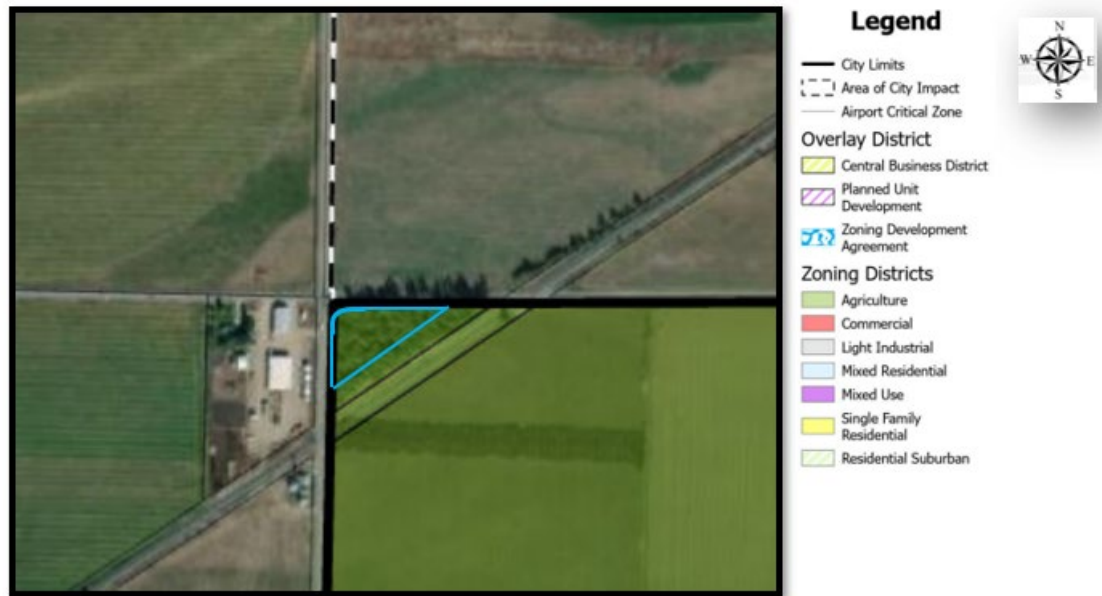 Legend
N
W E
S
City Limits
Area of City Impact
Airport Critical Zone
Overlay District
Central Business District
Planned Unit
Development
Zoning Development
Agreement
Zoning Districts
Agriculture
Commercial
Light Industrial
Mixed Residential
Mixed Use
Single Family
Residential
Residential Suburban